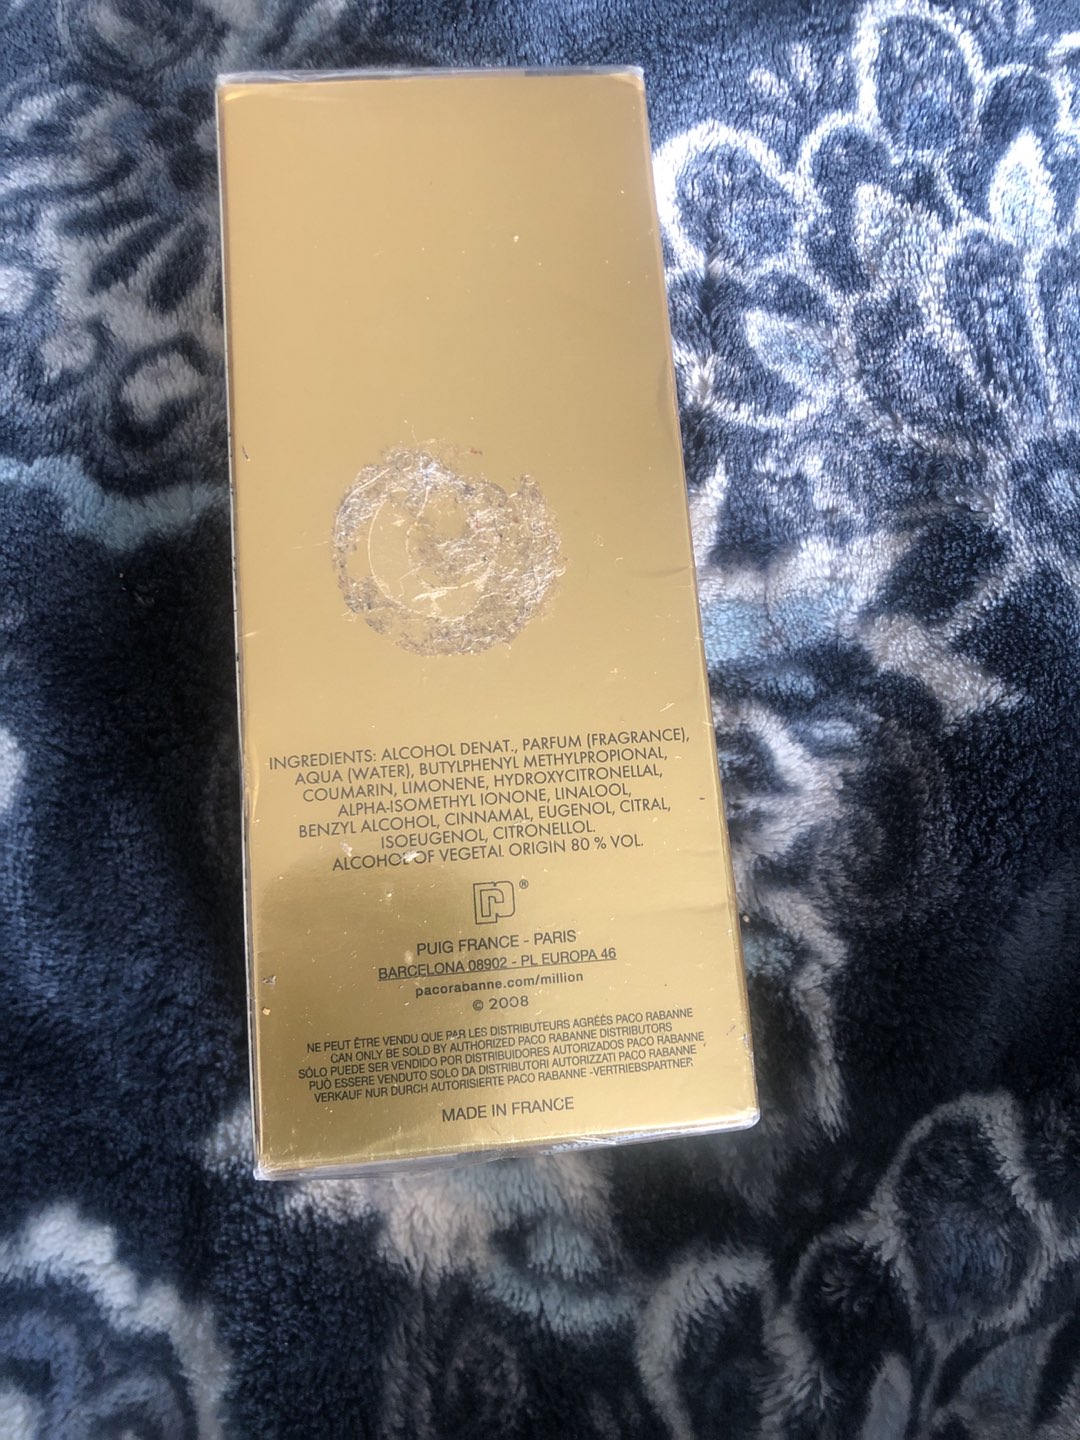 INGREDIENTS: ALCOHOL DENAT., PARFUM (FRAGRANCE),
AQUA (WATER), BUTYLPHENYL METHYLPROPIONAL,
COUMARIN, LIMONENE, HYDROXYCITRONELLAL,
ALPHA-ISOMETHYL IONONE, LINALOOL,
BENZYL ALCOHOL, CINNAMAL, EUGENOL, CITRAL,
ISOEUGENOL, CITRONELLOL.
ALCOHOL OF VEGETAL ORIGIN 80 % VOL.
®
PUIG FRANCE - PARIS
BARCELONA 08902 - PL EUROPA 46
pacorabanne.com/million
© 2008
NE PEUT ÊTRE VENDU QUE PAR LES DISTRIBUTEURS AGRÉÉS PACO RABANNE
CAN ONLY BE SOLD BY AUTHORIZED PACO RABANNE DISTRIBUTORS
SÓLO PUEDE SER VENDIDO POR DISTRIBUIDORES AUTORIZADOS PACO RABANNE
PUÒ ESSERE VENDUTO SOLO DA DISTRIBUTORI AUTORIZZATI PACO RABANNE
VERKAUF NUR DURCH AUTORISIERTE PACO RABANNE -VERTRIEBSPARTNER.
MADE IN FRANCE